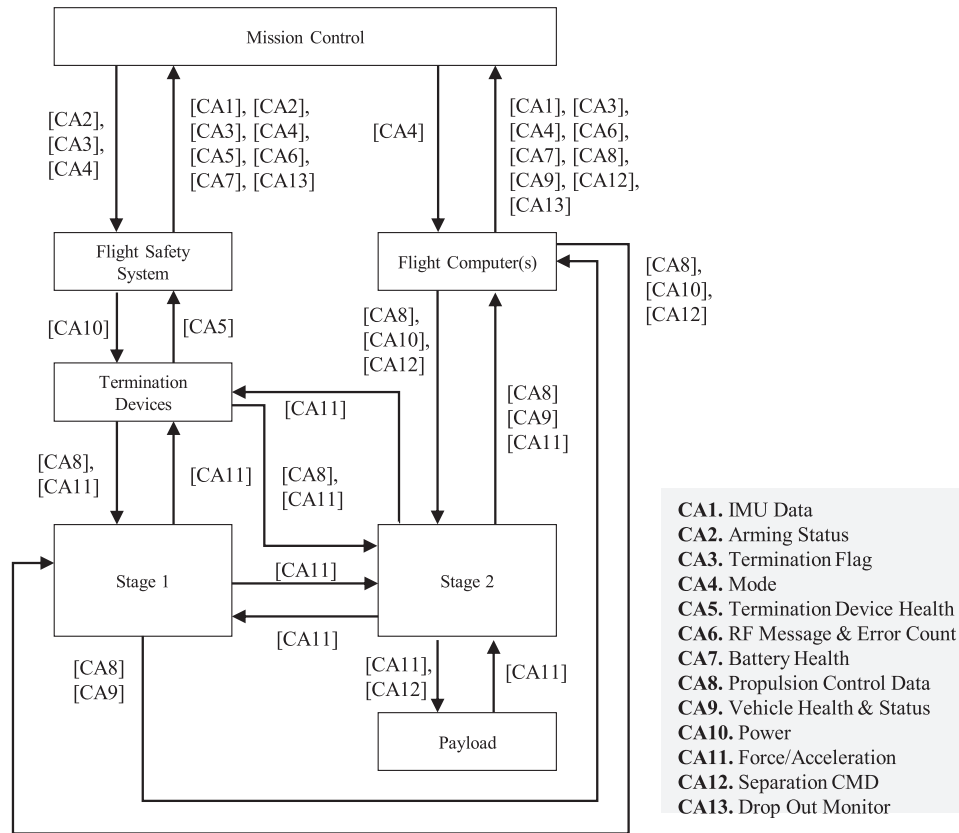 Mission Control
[CA2],
[CA3],
[CA4]
[CA1], [CA2],
[CA3], [CA4],
[CA5], [CA6],
[CA7], [CA13]
[CA4]
[CA1], [CA3],
[CA4], [CA6],
[CA7], [CA8],
[CA9], [CA12],
[CA13]
Flight Safety
System
Flight Computer(s)
[CA8],
[CA10],
[CA12]
[CA10]
[CA5]
[CA8],
[CA10],
[CA12]
Termination
Devices
[CA11]
[CA8]
[CA9]
[CA11]
[CA8],
[CA11]
[CA11]
[CA8],
[CA11]
Stage 1
[CA11]
Stage 2
[CA11]
[CA8]
[CA9]
[CA11],
[CA12]
[CA11]
Payload
CA1. IMU Data
CA2. Arming Status
CA3. Termination Flag
CA4. Mode
CA5. Termination Device Health
CA6. RF Message & Error Count
CA7. Battery Health
CA8. Propulsion Control Data
CA9. Vehicle Health & Status
CA10. Power
CA11. Force/Acceleration
CA12. Separation CMD
CA13. Drop Out Monitor